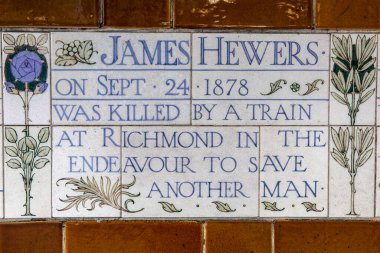 JAMES HEWERS
ON SEPT · 24 1878
WAS KILLED BY A TRAIN
AT RICHMOND IN THE
ENDEAVOUR TO SAVE
ANOTHER MAN ·